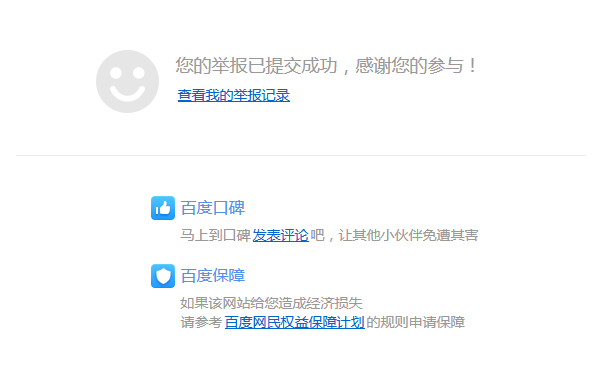 您的举报已提交成功，感谢您的参与！
查看我的举报记录
百度口碑
马上到口碑发表评论吧，让其他小伙伴免遭其害
百度保障
如果该网站给您造成经济损失
请参考百度网民权益保障计划的规则申请保障